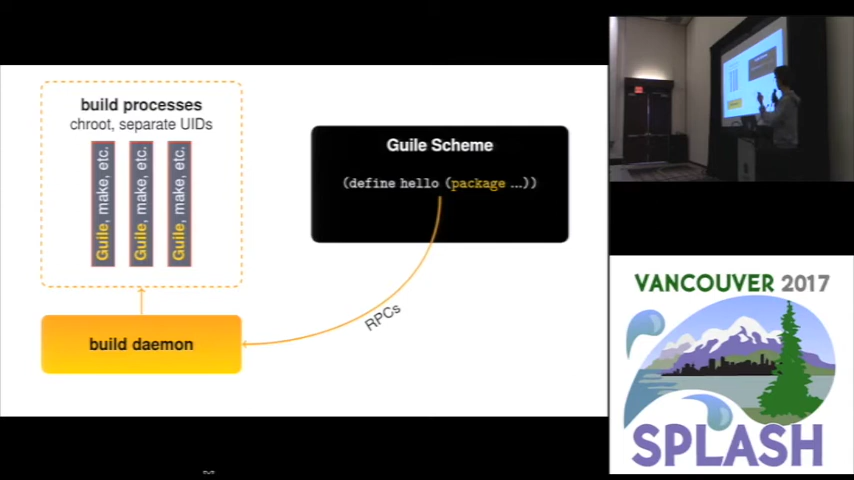 build processes
chroot, separate UIDs
Guile, make, etc.
Guile, make, etc.
Guile, make, etc.
build daemon
Guile Scheme
(define hello (package ...))
RPCs
VANCOUVER 2017
SPLASH